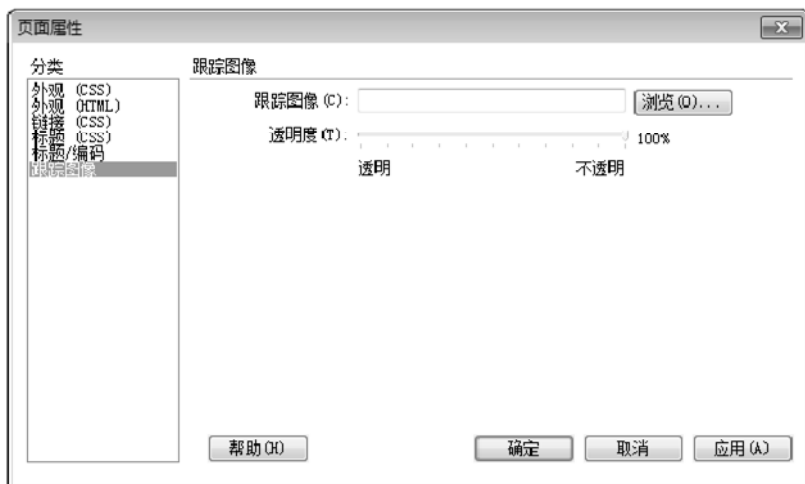 页面属性
分类
外观 (CSS)
外观 (HTML)
链接 (CSS)
标题 (CSS)
标题/编码
跟踪图像
跟踪图像
跟踪图像(C):
浏览(O)...
透明度(T):
100%
透明
不透明
帮助(H)
确定
取消
应用(A)